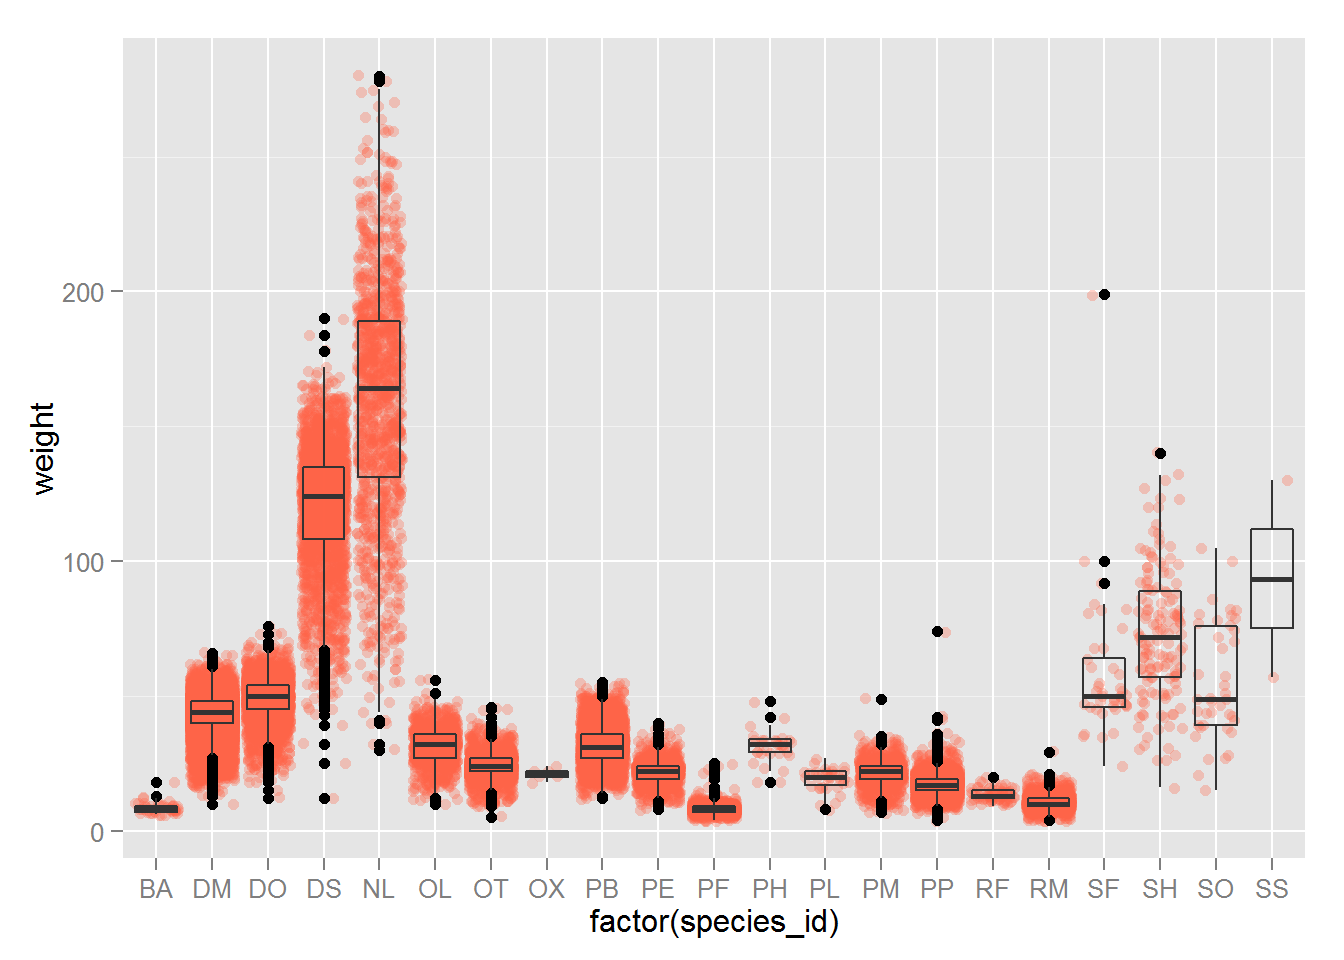 200
100
0
weight
BA DM DO DS NL OL OT OX PB PE PF PH PL PM PP RF RM SF SH SO SS
factor(species_id)